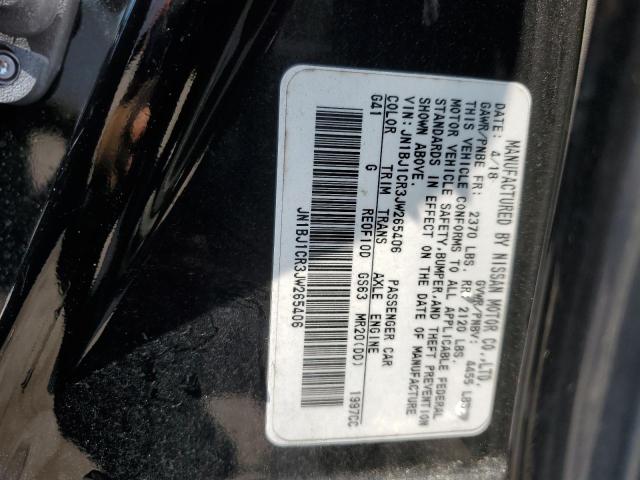 MANUFACTURED BY NISSAN MOTOR CO.,LTD.
DATE: 4/18 GVWR/PNBV: 4455 LBS
GAWR/PNBE FR: 2370 LBS. RR: 2120 LBS.
THIS VEHICLE CONFORMS TO ALL APPLICABLE FEDERAL
MOTOR VEHICLE SAFETY,BUMPER,AND THEFT PREVENTION
STANDARDS IN EFFECT ON THE DATE OF MANUFACTURE
SHOWN ABOVE.
VIN: JN1BJ1CR3JW265406 PASSENGER CAR
COLOR TRIM TRANS AXLE ENGINE
G41 G RE0F10D GS63 MR20(DD) 1997CC
JN1BJ1CR3JW265406